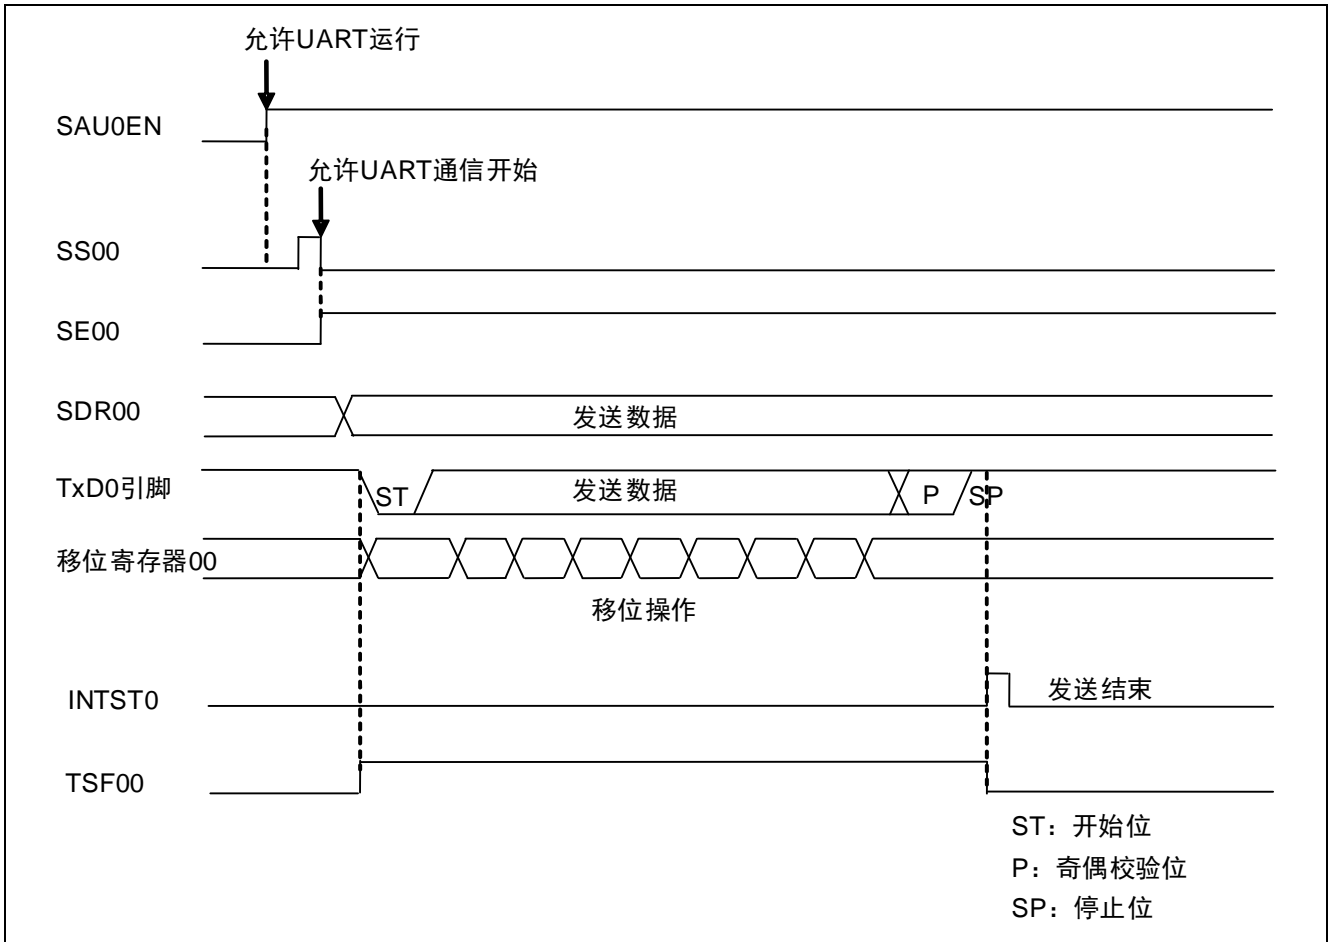 允许UART运行
SAU0EN
允许UART通信开始
SS00
SE00
SDR00
发送数据
TxD0引脚
ST
发送数据
P
SP
移位寄存器00
移位操作
INTST0
发送结束
TSF00
ST：开始位
P：奇偶校验位
SP：停止位